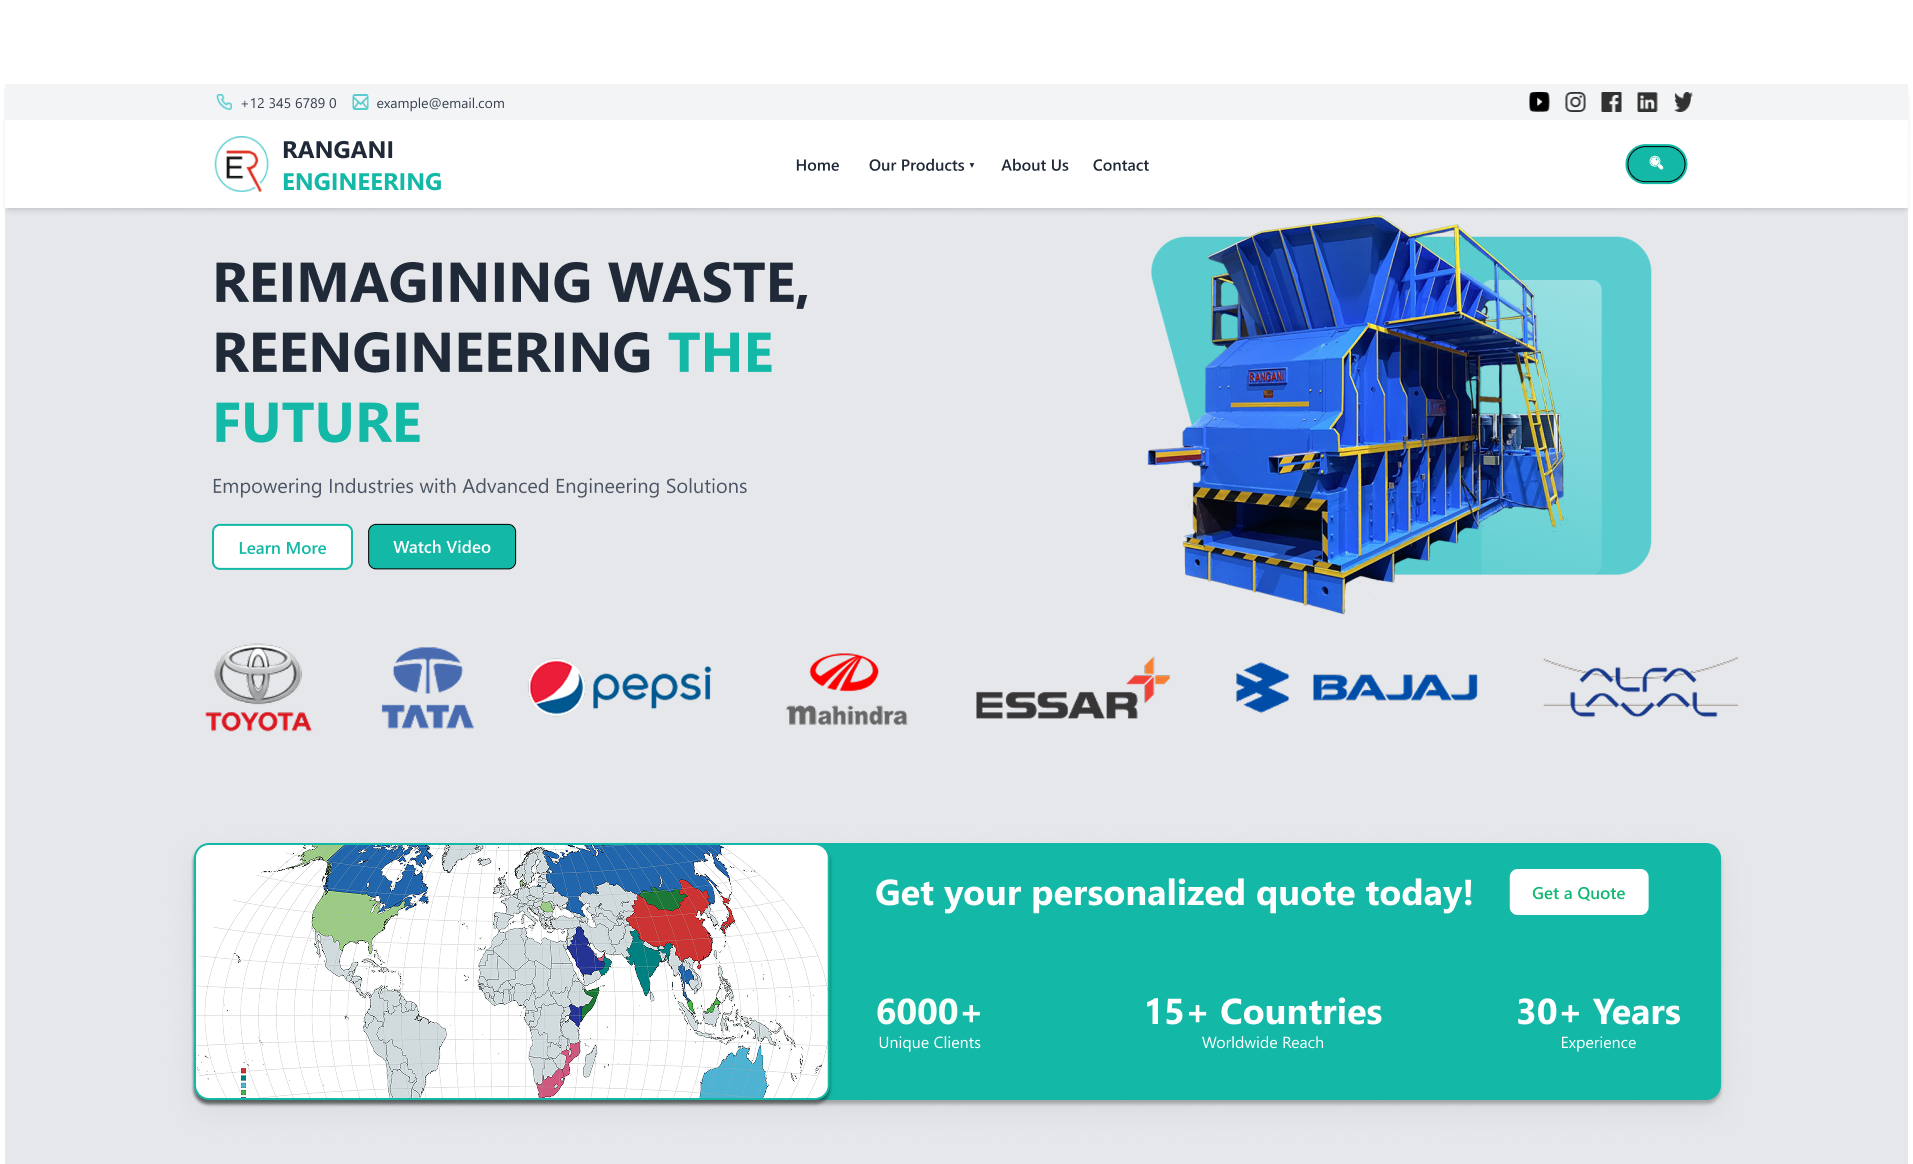 +12 345 6789 0 example@email.com
ER RANGANI
ENGINEERING
Home Our Products ▾ About Us Contact
REIMAGINING WASTE,
REENGINEERING THE
FUTURE
Empowering Industries with Advanced Engineering Solutions
Learn More Watch Video
RANGANI
TOYOTA
TATA
pepsi
mahindra
ESSAR
BAJAJ
ALFA
LAVAL
Get your personalized quote today! Get a Quote
6000+ 15+ Countries 30+ Years
Unique Clients Worldwide Reach Experience